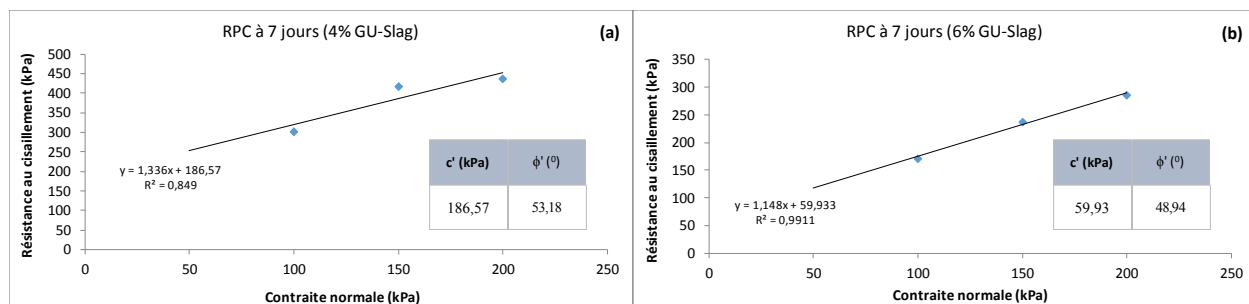 RPC à 7 jours (4% GU-Slag)
(a)
Résistance au cisaillement (kPa)
500
450
400
350
300
250
200
150
100
50
0
y = 1,336x + 186,57
R² = 0,849
c' (kPa) ϕ' (⁰)
186,57 53,18
0 50 100 150 200 250
Contraite normale (kPa)
RPC à 7 jours (6% GU-Slag)
(b)
Résistance au cisaillement (kPa)
350
300
250
200
150
100
50
0
y = 1,148x + 59,933
R² = 0,9911
c' (kPa) ϕ' (⁰)
59,93 48,94
0 50 100 150 200 250
Contraite normale (kPa)